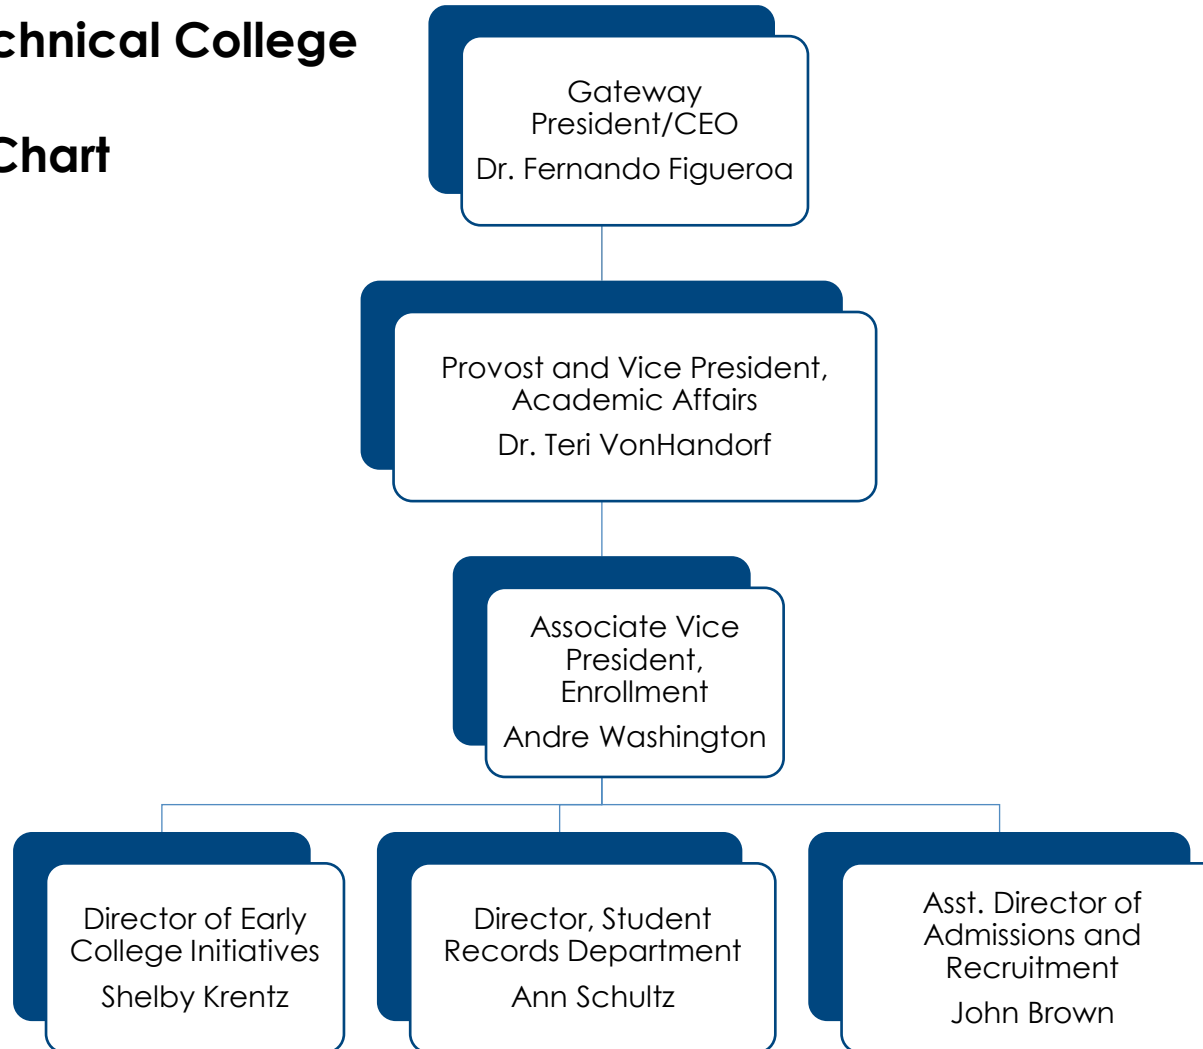 chnical College
Chart
Gateway
President/CEO
Dr. Fernando Figueroa
Provost and Vice President,
Academic Affairs
Dr. Teri VonHandorf
Associate Vice
President,
Enrollment
Andre Washington
Director of Early
College Initiatives
Shelby Krentz
Director, Student
Records Department
Ann Schultz
Asst. Director of
Admissions and
Recruitment
John Brown